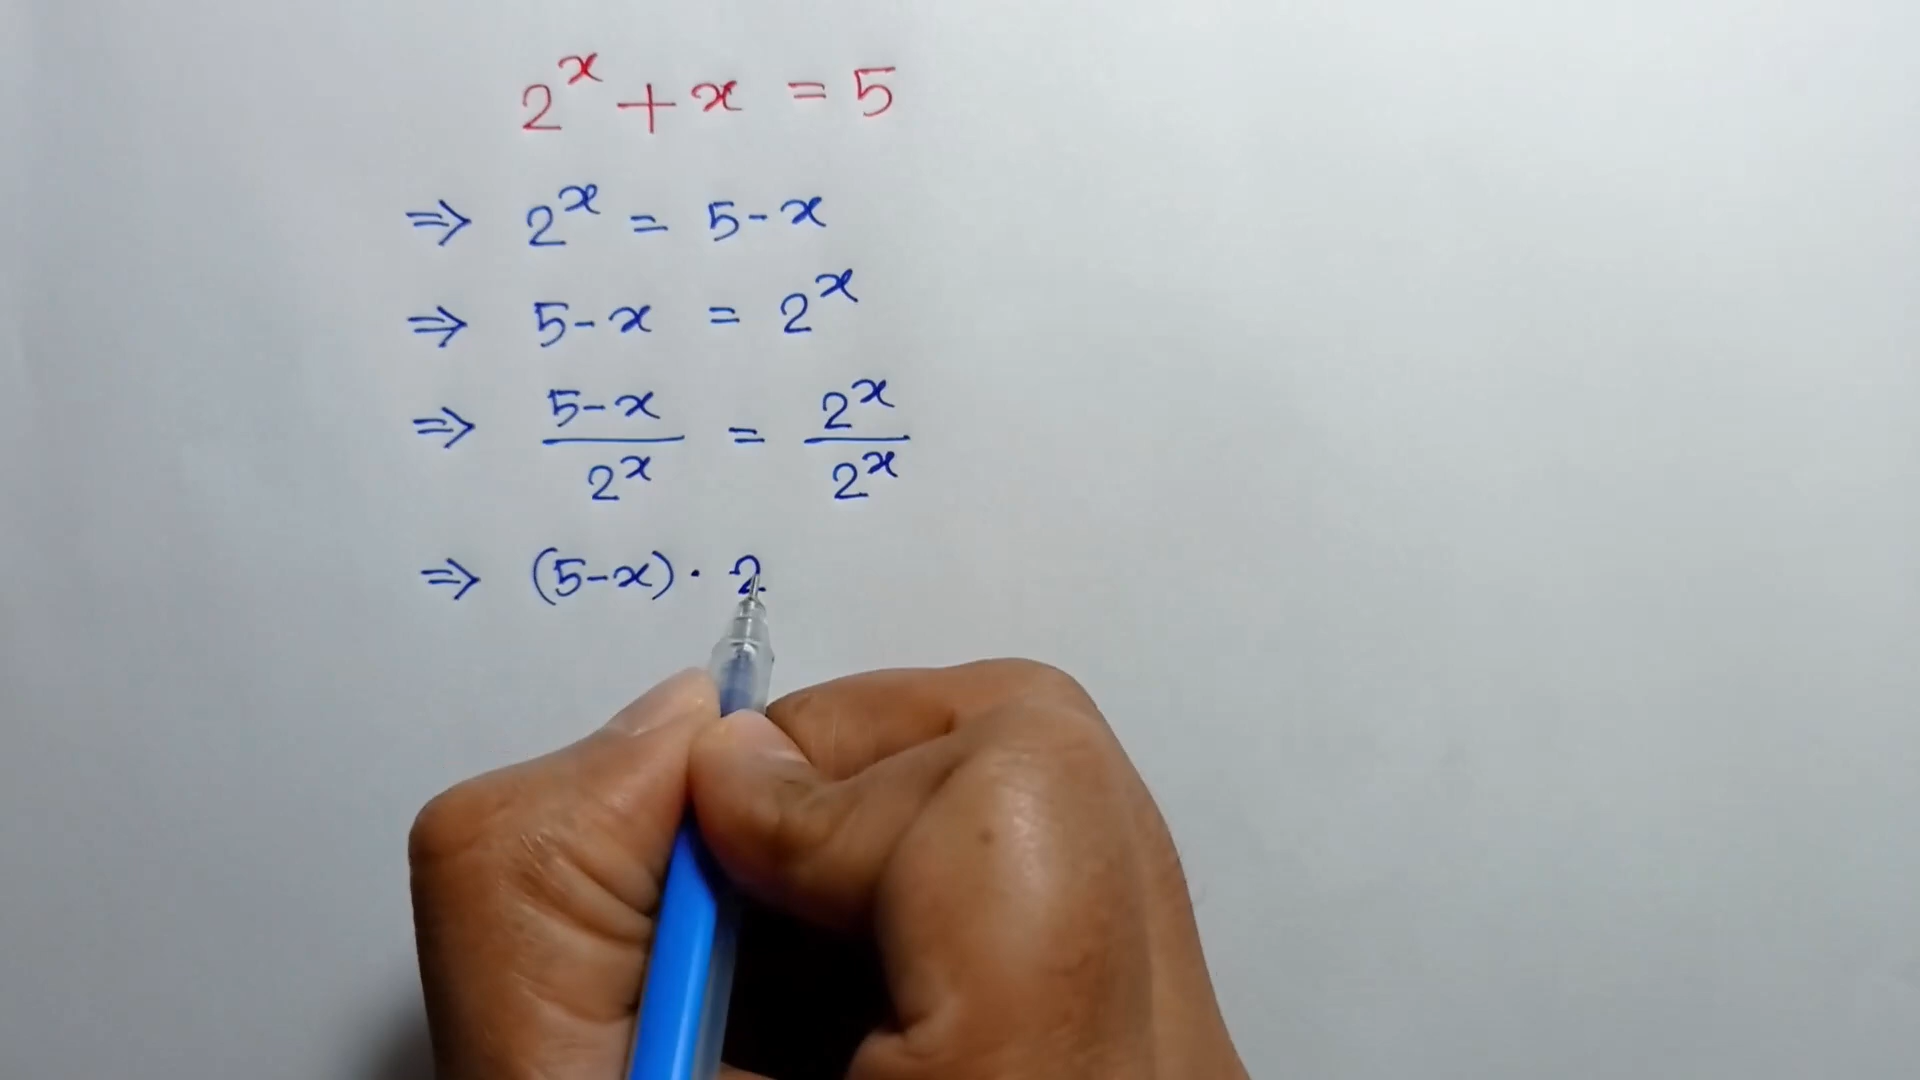 2^x + x = 5
⇒ 2^x = 5-x
⇒ 5-x = 2^x
⇒ (5-x)/2^x = 2^x/2^x
⇒ (5-x) · 2